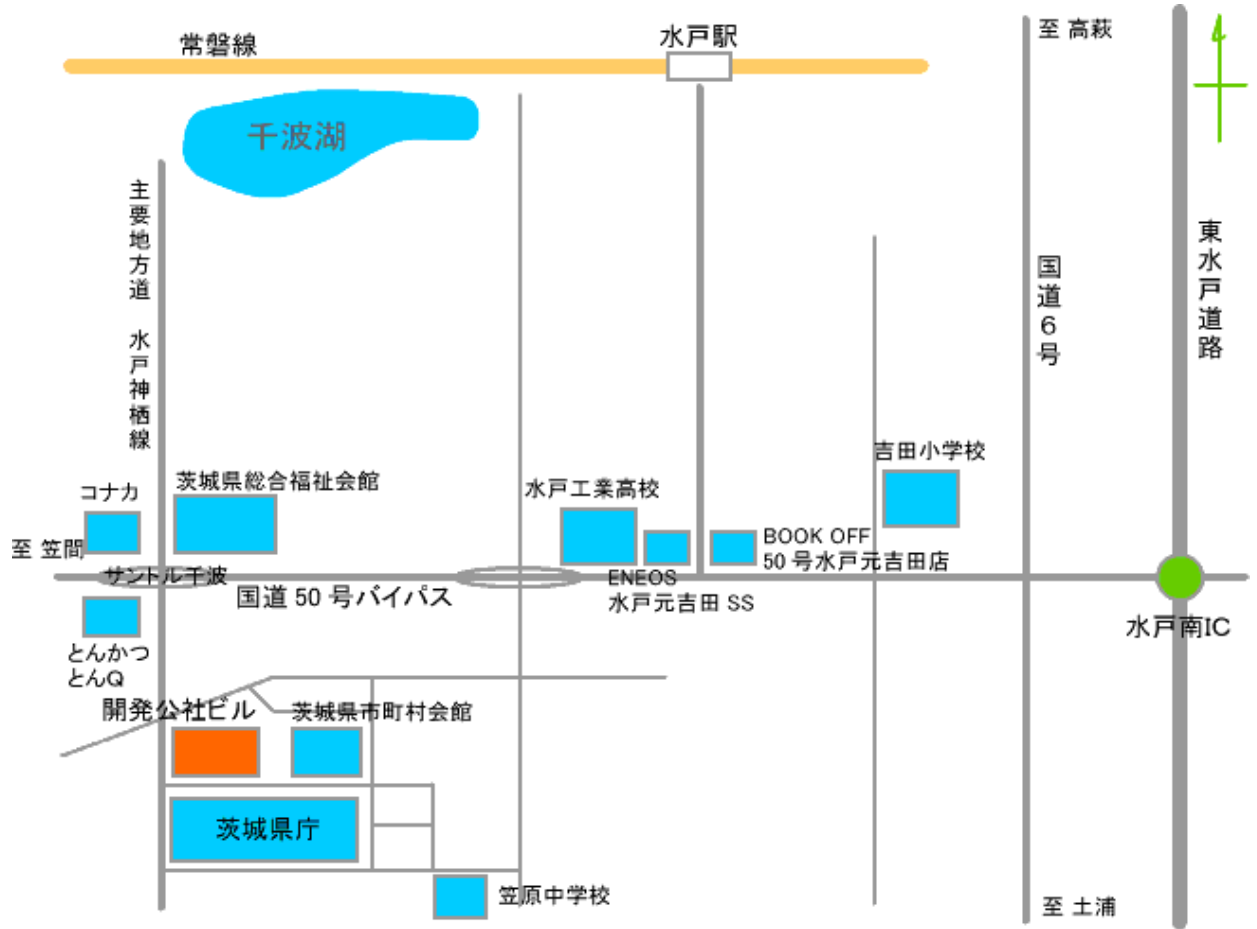 常磐線
水戸駅
至 高萩
千波湖
主要地方道 水戸神栖線
東水戸道路
国道6号
吉田小学校
コナカ
茨城県総合福祉会館
水戸工業高校
BOOK OFF
50号水戸元吉田店
至 笠間
サントル千波
国道50号バイパス
ENEOS
水戸元吉田 SS
水戸南IC
とんかつ
とんQ
開発公社ビル
茨城県市町村会館
茨城県庁
笠原中学校
至 土浦